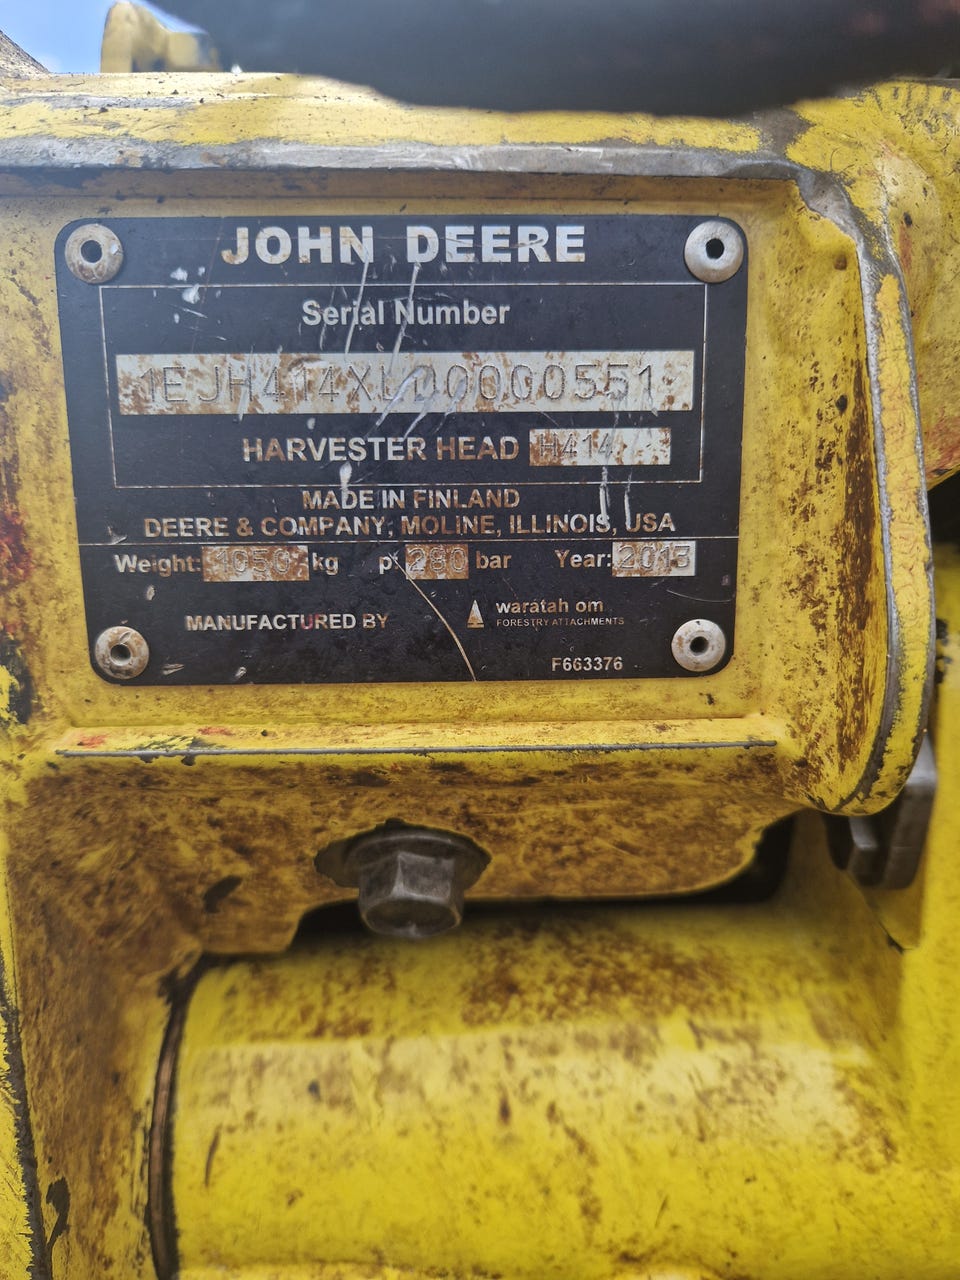 JOHN DEERE
Serial Number
1EJH414XLD0000551
HARVESTER HEAD H414
MADE IN FINLAND
DEERE & COMPANY, MOLINE, ILLINOIS, USA
Weight: 1050 kg p: 280 bar Year: 2013
MANUFACTURED BY waratah om
FORESTRY ATTACHMENTS
F663376